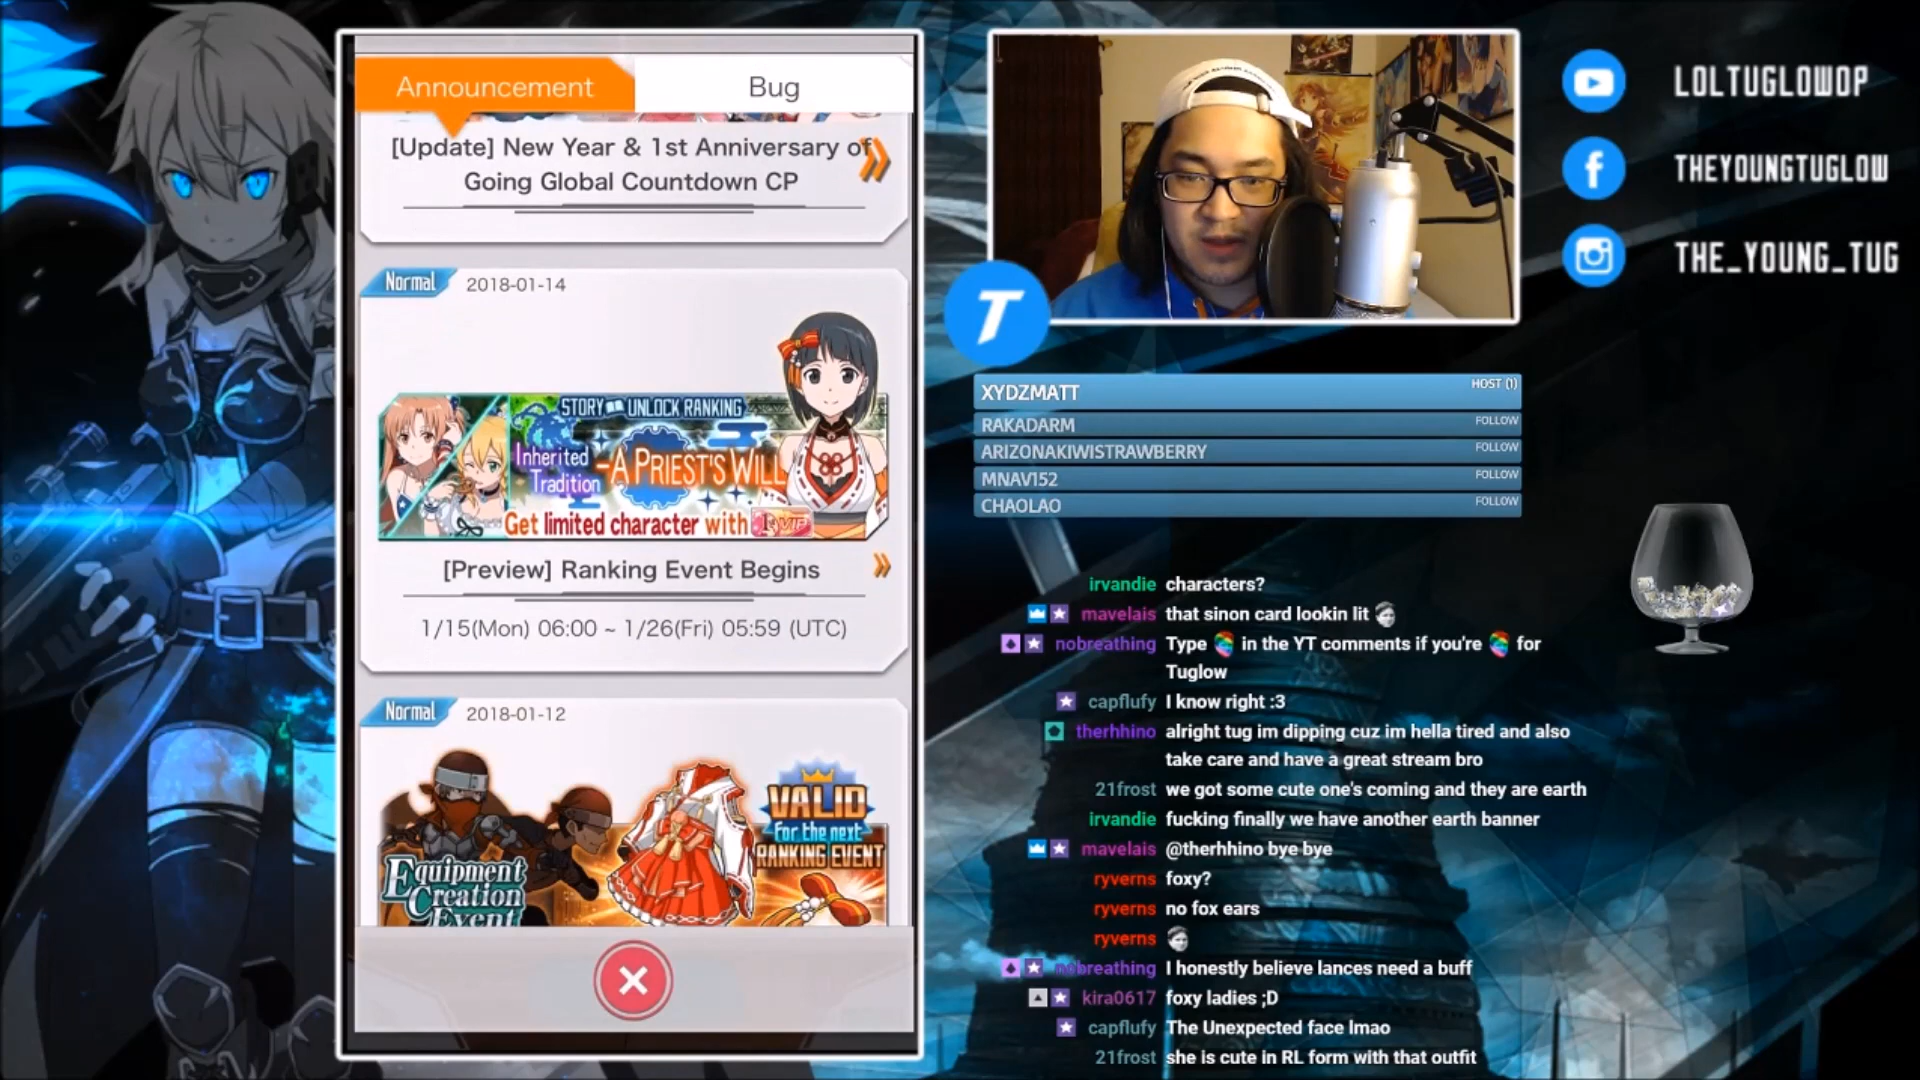 Announcement
Bug
[Update] New Year & 1st Anniversary of
Going Global Countdown CP
Normal
2018-01-14
STORY UNLOCK RANKING
Inherited
Tradition
-A PRIEST'S WILL
Get limited character with
VIP
[Preview] Ranking Event Begins
1/15(Mon) 06:00 ~ 1/26(Fri) 05:59 (UTC)
Normal
2018-01-12
Equipment
Creation
Event
VALID
for the next
RANKING EVENT
T
LOLTUGLOWOP
THEYOUNGTUGLOW
THE_YOUNG_TUG
XYDZMATT HOST (1)
RAKADARM FOLLOW
ARIZONAKIWISTRAWBERRY FOLLOW
MNAV152 FOLLOW
CHAOLAO FOLLOW
irvandie characters?
mavelais that sinon card lookin lit
nobreathing Type in the YT comments if you're for
Tuglow
capflufy I know right :3
therhhino alright tug im dipping cuz im hella tired and also
take care and have a great stream bro
21frost we got some cute one's coming and they are earth
irvandie fucking finally we have another earth banner
mavelais @therhhino bye bye
ryverns foxy?
ryverns no fox ears
ryverns
nobreathing I honestly believe lances need a buff
kira0617 foxy ladies ;D
capflufy The Unexpected face lmao
21frost she is cute in RL form with that outfit